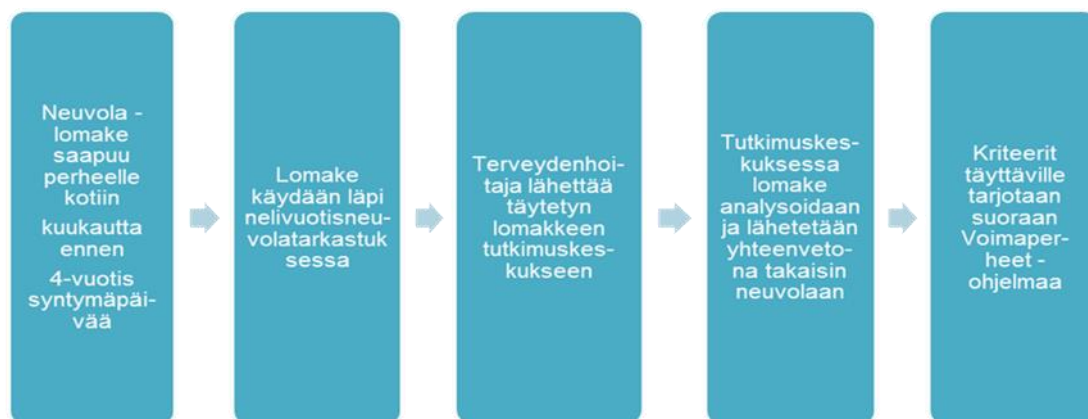 Neuvola -
lomake
saapuu
perheelle
kotiin
kuukautta
ennen
4-vuotis
syntymäpäi-
vää
Lomake
käydään läpi
nelivuotisneu-
volatarkastuk
sessa
Terveydenhoi-
taja lähettää
täytetyn
lomakkeen
tutkimuskes-
kukseen
Tutkimuskes-
kuksessa
lomake
analysoidaan
ja lähetetään
yhteenveto-
na takaisin
neuvolaan
Kriteerit
täyttäville
tarjotaan
suoraan
Voimaper-
heet -
ohjelmaa